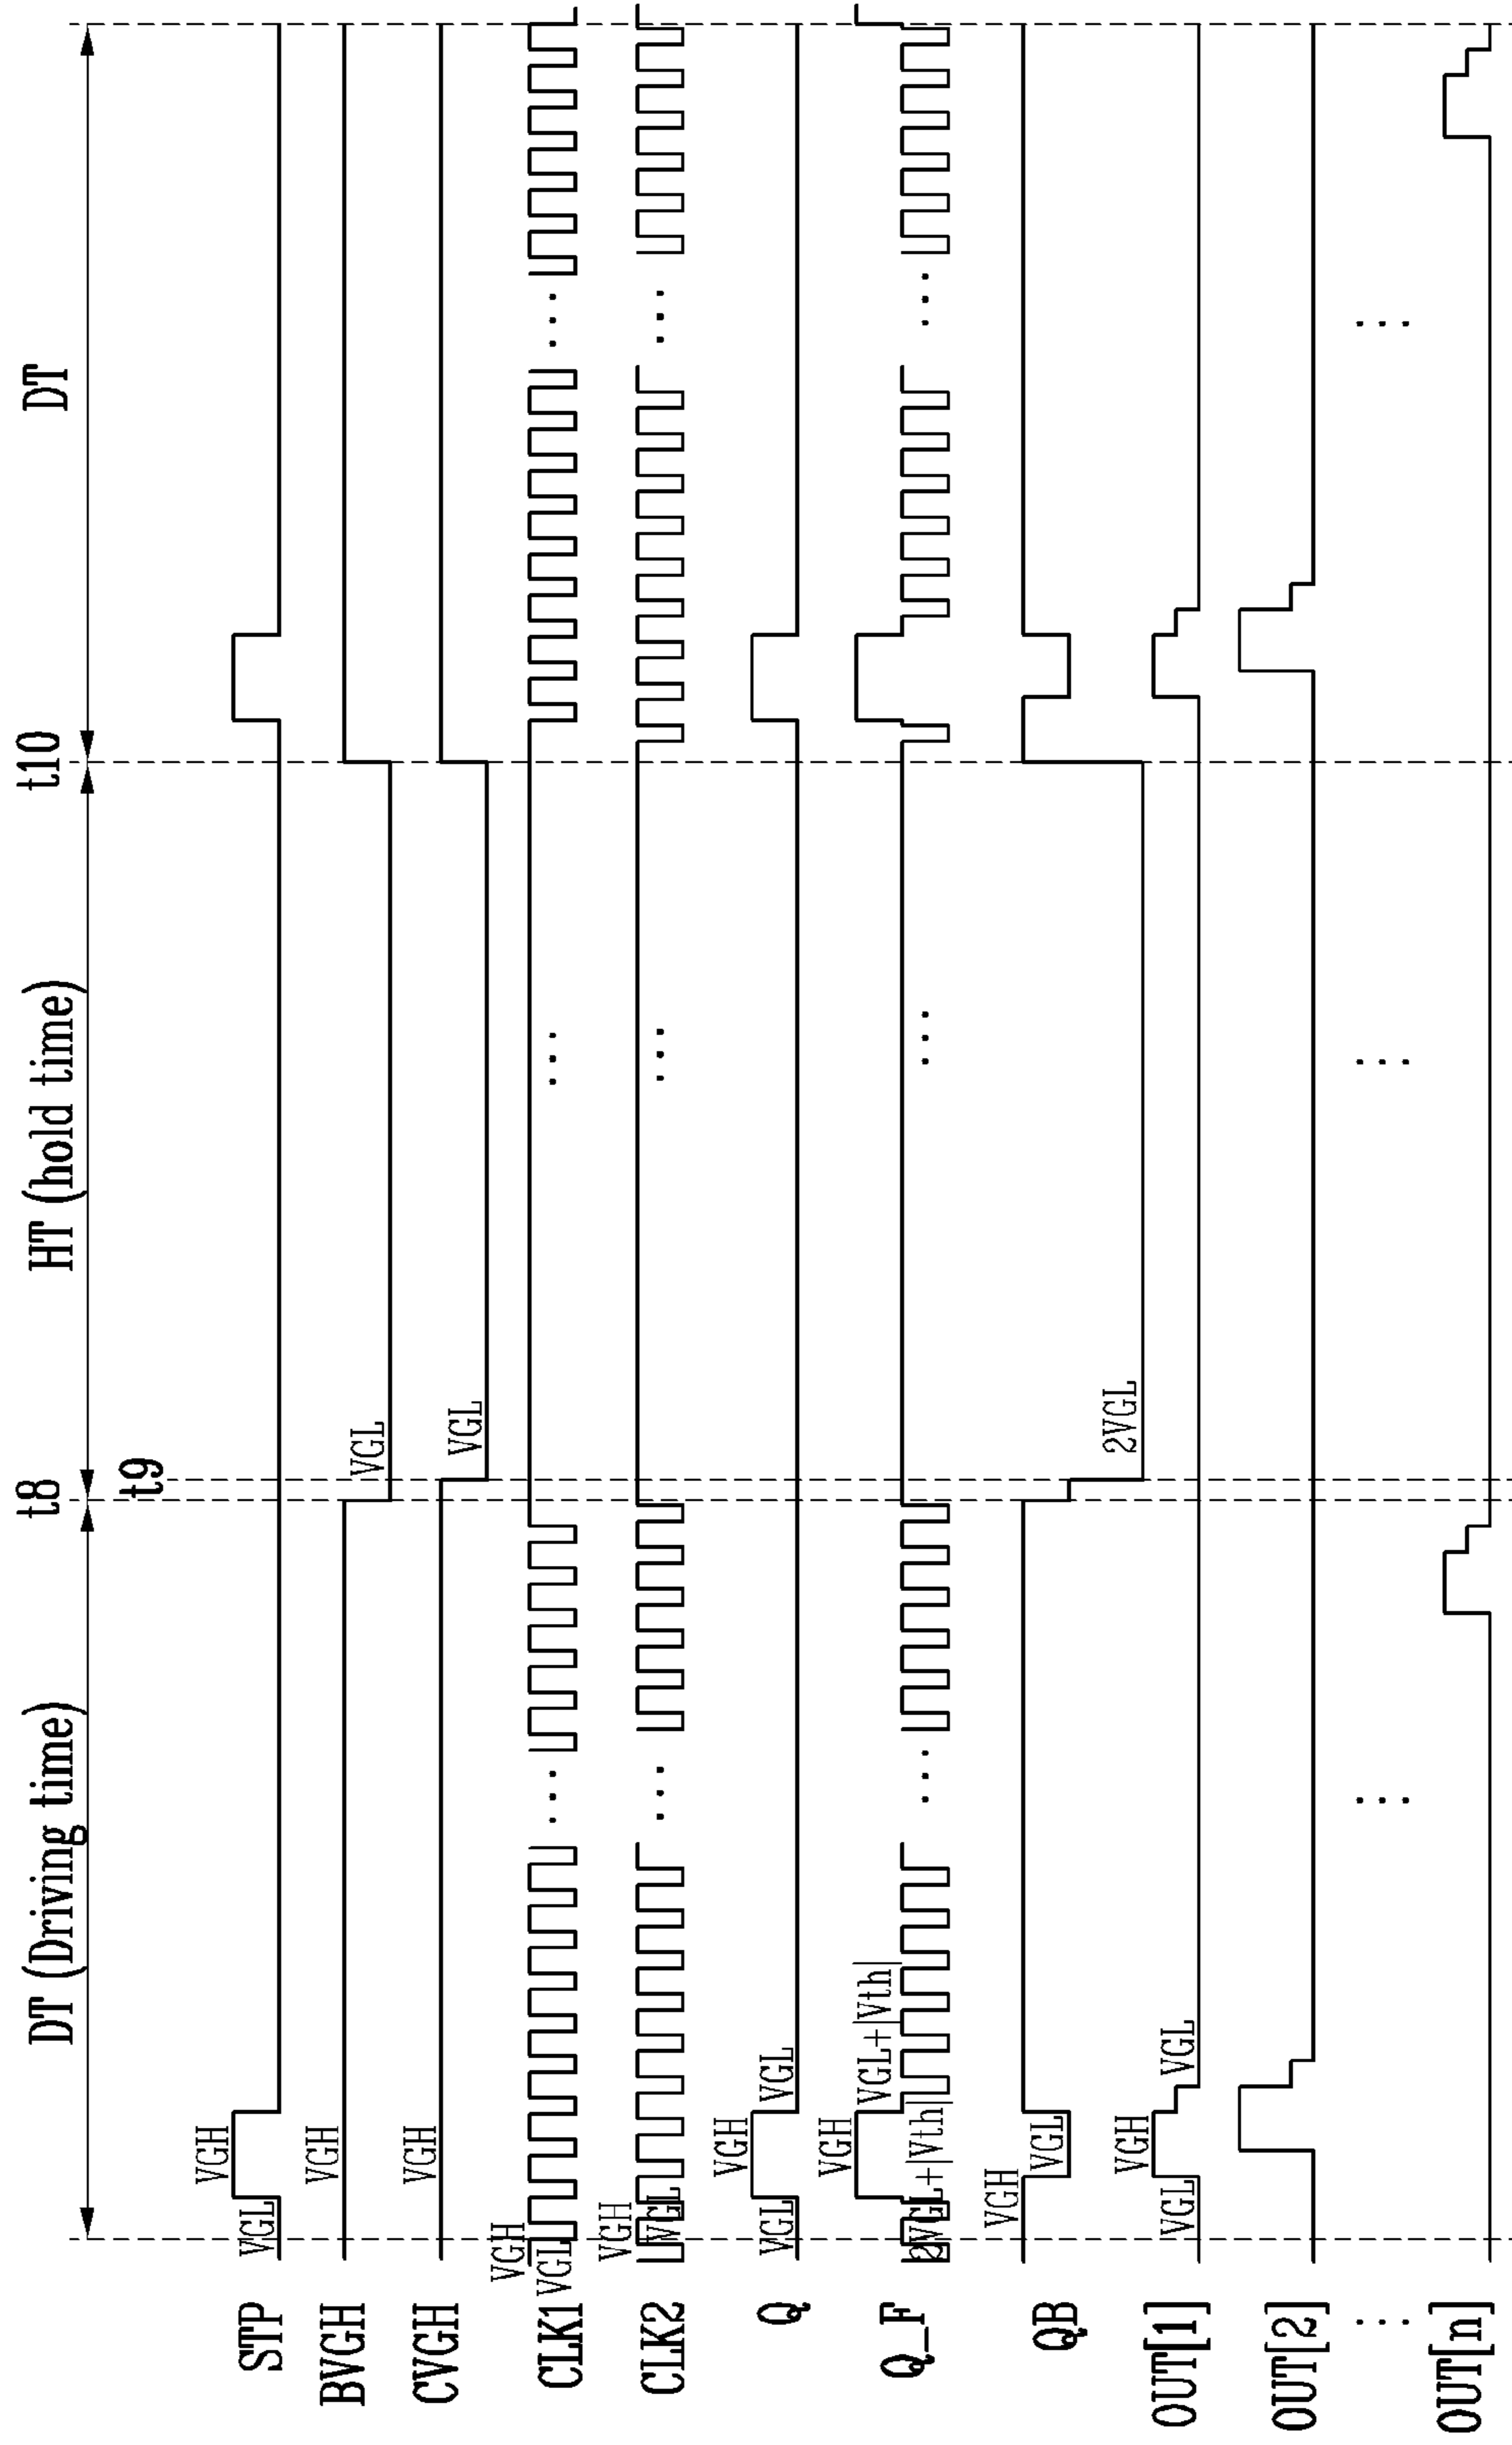 DT (Driving time)
t8
HT (hold time)
t10
DT
t9
STP
VGL
VGH
BVGH
VGH
VGL
CVGH
VGH
VGL
CLK1
VGH
VGL
CLK2
VGH
VGL
Q
VGL
VGH
VGL
Q_F
VGH
VGL+|Vth|
2VGL+|Vth|
QB
VGH
VGL
2VGL
OUT[1]
VGL
VGH
VGL
OUT[2]
OUT[n]